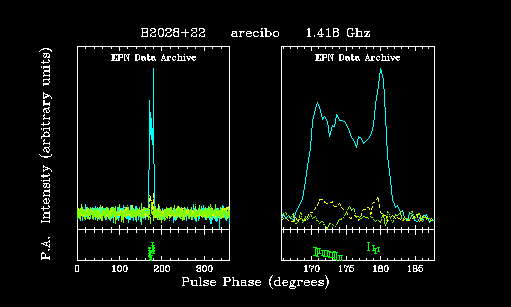 B2028+22 arecibo 1.418 Ghz
EPN Data Archive EPN Data Archive
P.A. Intensity (arbitrary units)
0 100 200 300 170 175 180 185
Pulse Phase (degrees)